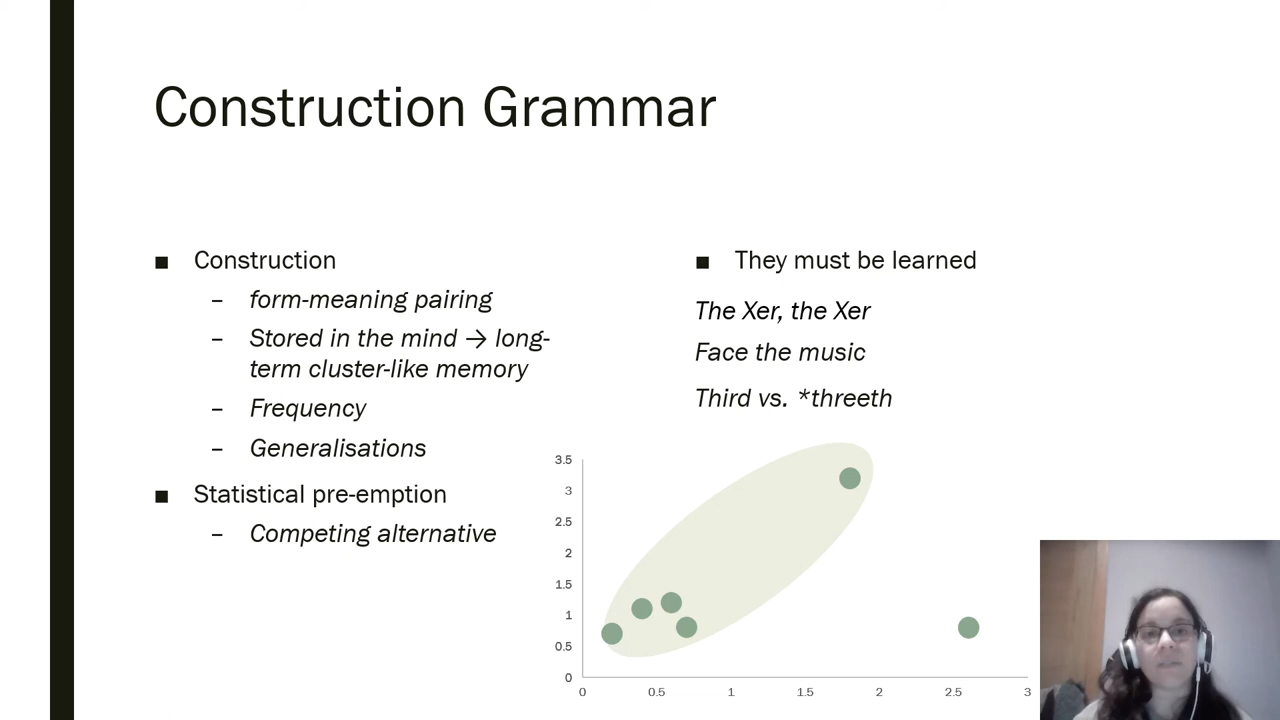 Construction Grammar
■ Construction
– form-meaning pairing
– Stored in the mind → long-
term cluster-like memory
– Frequency
– Generalisations
■ Statistical pre-emption
– Competing alternative
■ They must be learned
The Xer, the Xer
Face the music
Third vs. *threeth
3.5
3
2.5
2
1.5
1
0.5
0
0 0.5 1 1.5 2 2.5 3